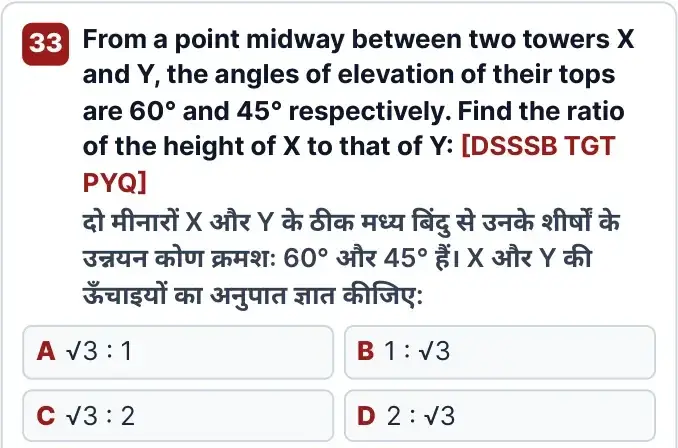 33 From a point midway between two towers X
and Y, the angles of elevation of their tops
are 60° and 45° respectively. Find the ratio
of the height of X to that of Y: [DSSSB TGT
PYQ]
दो मीनारों X और Y के ठीक मध्य बिंदु से उनके शीर्षों के
उन्नयन कोण क्रमशः 60° और 45° हैं। X और Y की
ऊँचाइयों का अनुपात ज्ञात कीजिए:
A √3 : 1
B 1 : √3
C √3 : 2
D 2 : √3